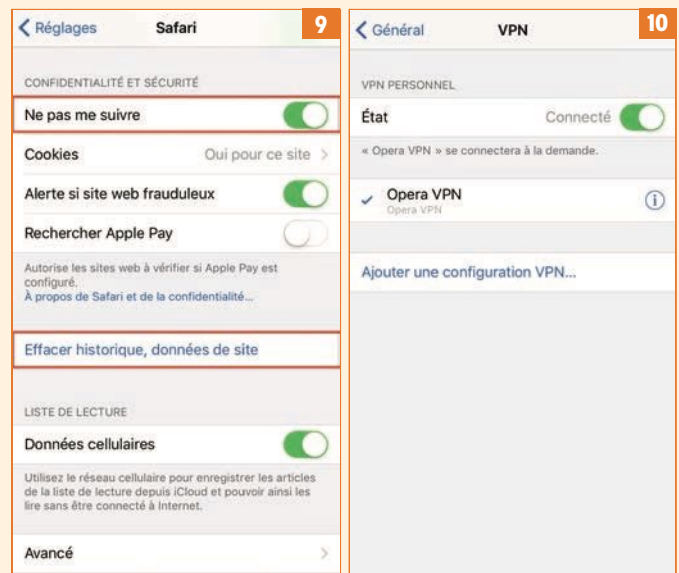 Réglages Safari 9
CONFIDENTIALITÉ ET SÉCURITÉ
Ne pas me suivre
Cookies Oui pour ce site
Alerte si site web frauduleux
Rechercher Apple Pay
Autorise les sites web à vérifier si Apple Pay est
configuré.
À propos de Safari et de la confidentialité...
Effacer historique, données de site
LISTE DE LECTURE
Données cellulaires
Utilisez le réseau cellulaire pour enregistrer les articles
de la liste de lecture depuis iCloud et pouvoir ainsi les
lire sans être connecté à Internet.
Avancé
Général VPN 10
VPN PERSONNEL
État Connecté
« Opera VPN » se connectera à la demande.
Opera VPN
Opera VPN
Ajouter une configuration VPN...